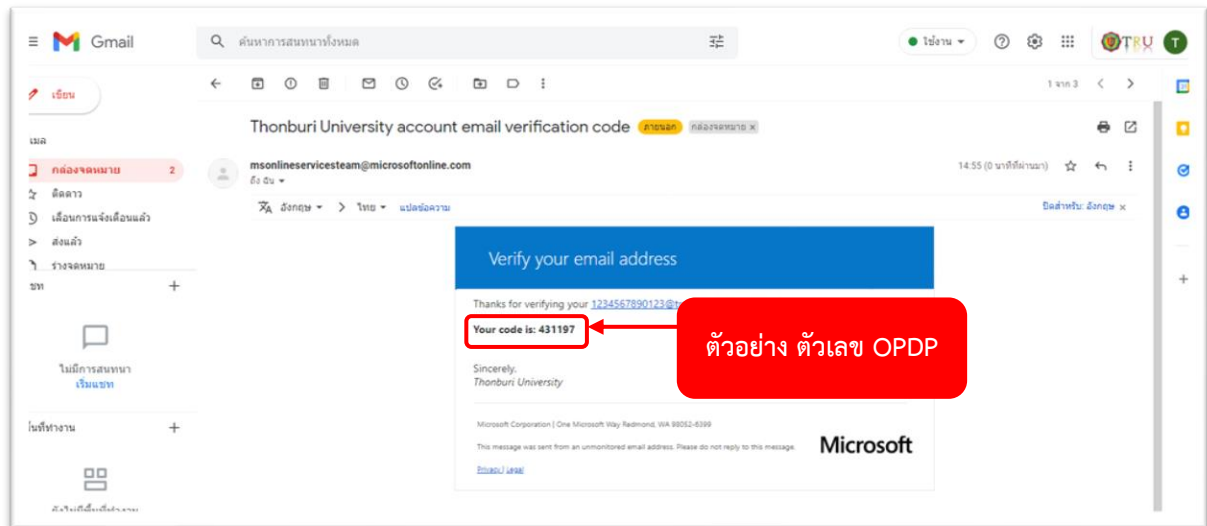 Gmail
ค้นหาการสนทนาทั้งหมด
ใช้งาน
TRU
T
เขียน
1 จาก 3
Thonburi University account email verification code ภายนอก กล่องจดหมาย x
เมล
กล่องจดหมาย 2
msonlineservicesteam@microsoftonline.com
14:55 (0 นาทีที่ผ่านมา)
ถึง ฉัน
ติดดาว
อังกฤษ > ไทย แปลข้อความ
ปิดสำหรับ: อังกฤษ x
เลื่อนการแจ้งเตือนแล้ว
ส่งแล้ว
ร่างจดหมาย
Verify your email address
Thanks for verifying your 1234567890123@
Your code is: 431197
ตัวอย่าง ตัวเลข OPDP
ไม่มีการสนทนา
เริ่มแชท
Sincerely,
Thonburi University
Microsoft Corporation | One Microsoft Way Redmond, WA 98052-6399
This message was sent from an unmonitored email address. Please do not reply to this message.
Microsoft
Privacy | Legal